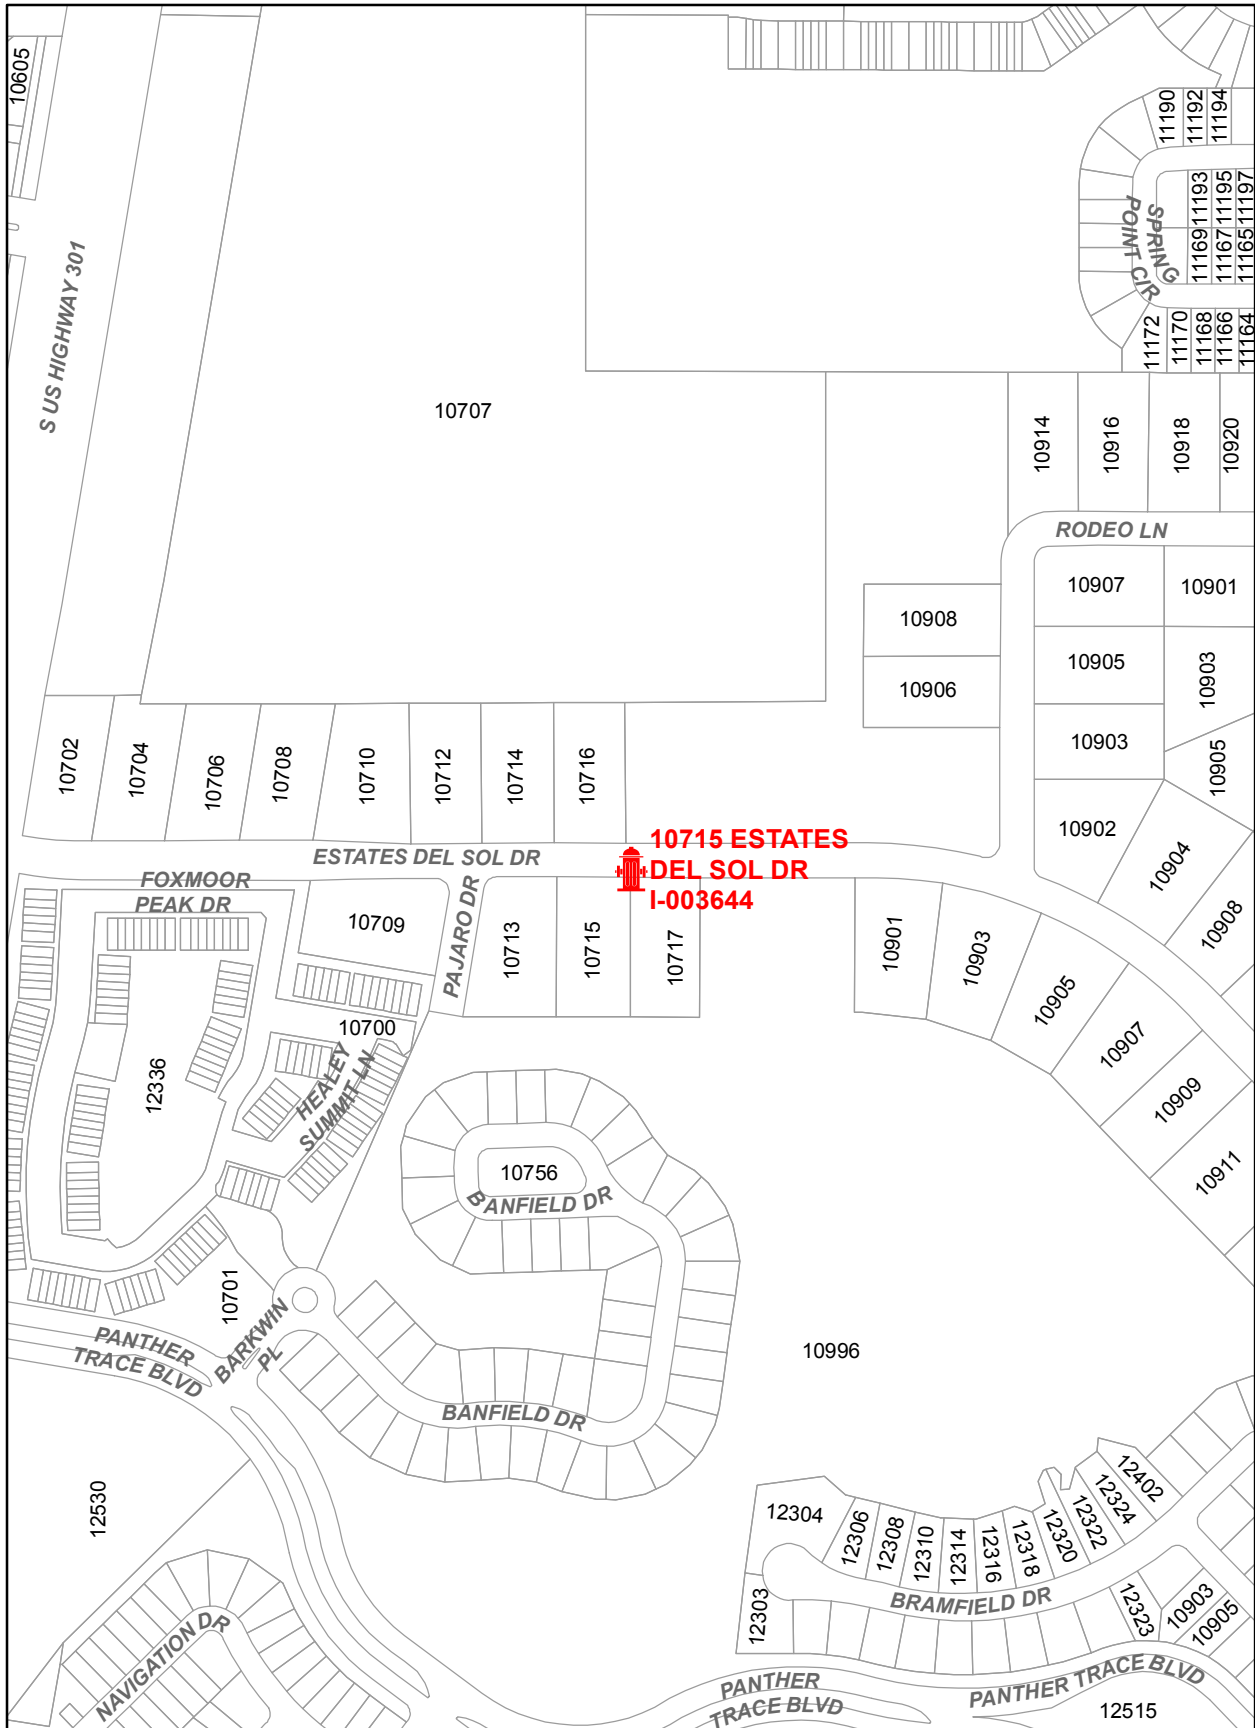 10605
11190
11192
11194
11193
11195
11197
SPRING
POINT CIR
11169
11167
11165
11172
11170
11168
11166
11164
S US HIGHWAY 301
10707
10914
10916
10918
10920
RODEO LN
10907
10901
10908
10905
10903
10906
10903
10905
10702
10704
10706
10708
10710
10712
10714
10716
10902
10904
10908
ESTATES DEL SOL DR
10715 ESTATES
DEL SOL DR
I-003644
FOXMOOR
PEAK DR
10709
PAJARO DR
10713
10715
10717
10901
10903
10905
10907
10909
10911
10700
HEALEY
SUMMIT LN
12336
10756
BANFIELD DR
10701
BARKWIN
PL
PANTHER
TRACE BLVD
10996
BANFIELD DR
12530
12304
12306
12308
12310
12314
12316
12318
12320
12322
12324
12402
BRAMFIELD DR
12303
12323
10903
10905
NAVIGATION DR
PANTHER
TRACE BLVD
PANTHER TRACE BLVD
12515